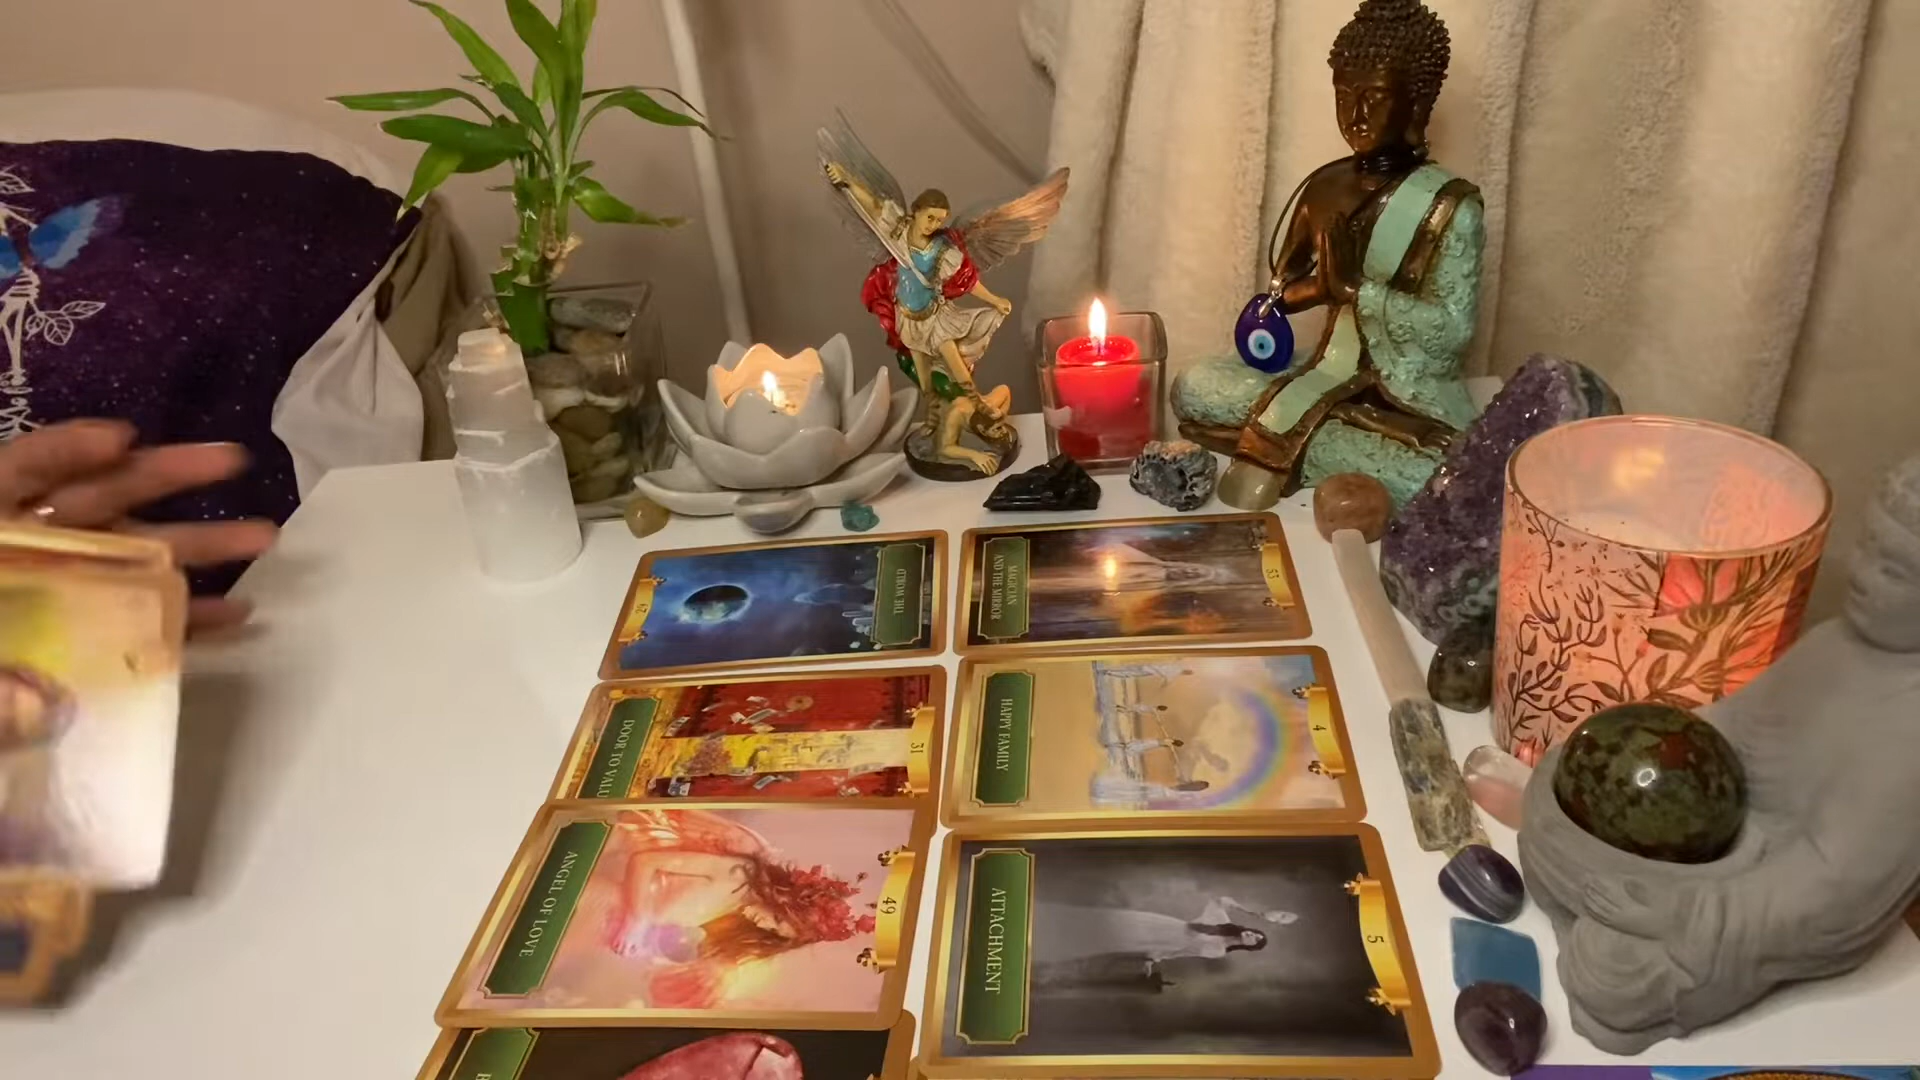 THE WORLD
MAGICIAN
AND THE MIRROR
53
DOOR TO VALU
HAPPY FAMILY
4
ANGEL OF LOVE
49
ATTACHMENT
5